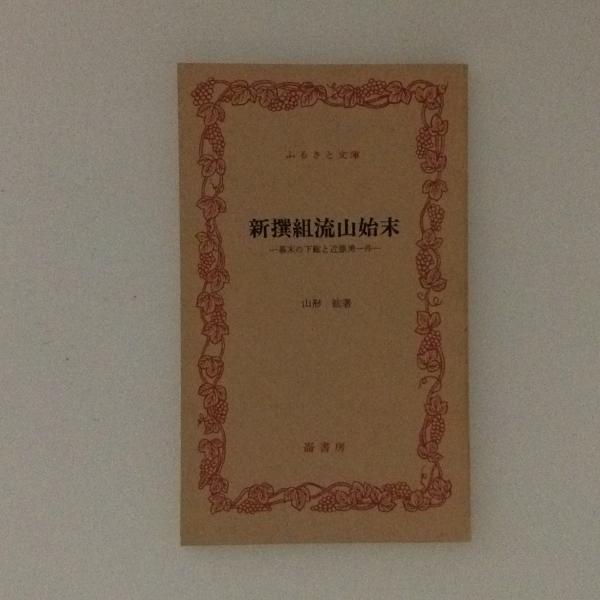 ふるさと文庫
新撰組流山始末
―幕末の下総と近藤勇一件―
山形 紘著
崙書房